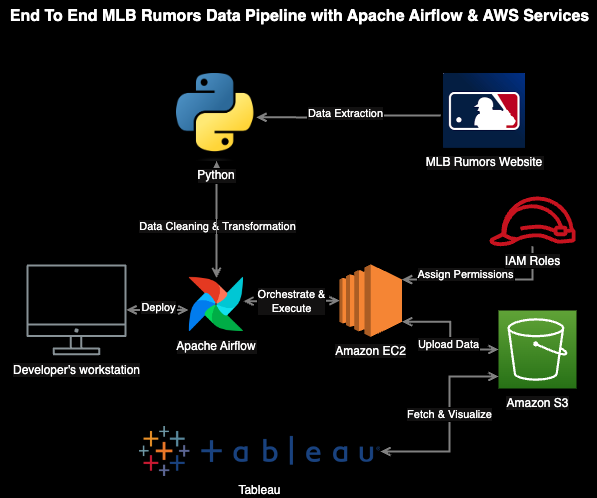 End To End MLB Rumors Data Pipeline with Apache Airflow & AWS Services
Data Extraction
MLB Rumors Website
Python
Data Cleaning & Transformation
IAM Roles
Assign Permissions
Deploy
Orchestrate &
Execute
Apache Airflow
Amazon EC2
Upload Data
Developer's workstation
Amazon S3
Fetch & Visualize
+ableau
Tableau